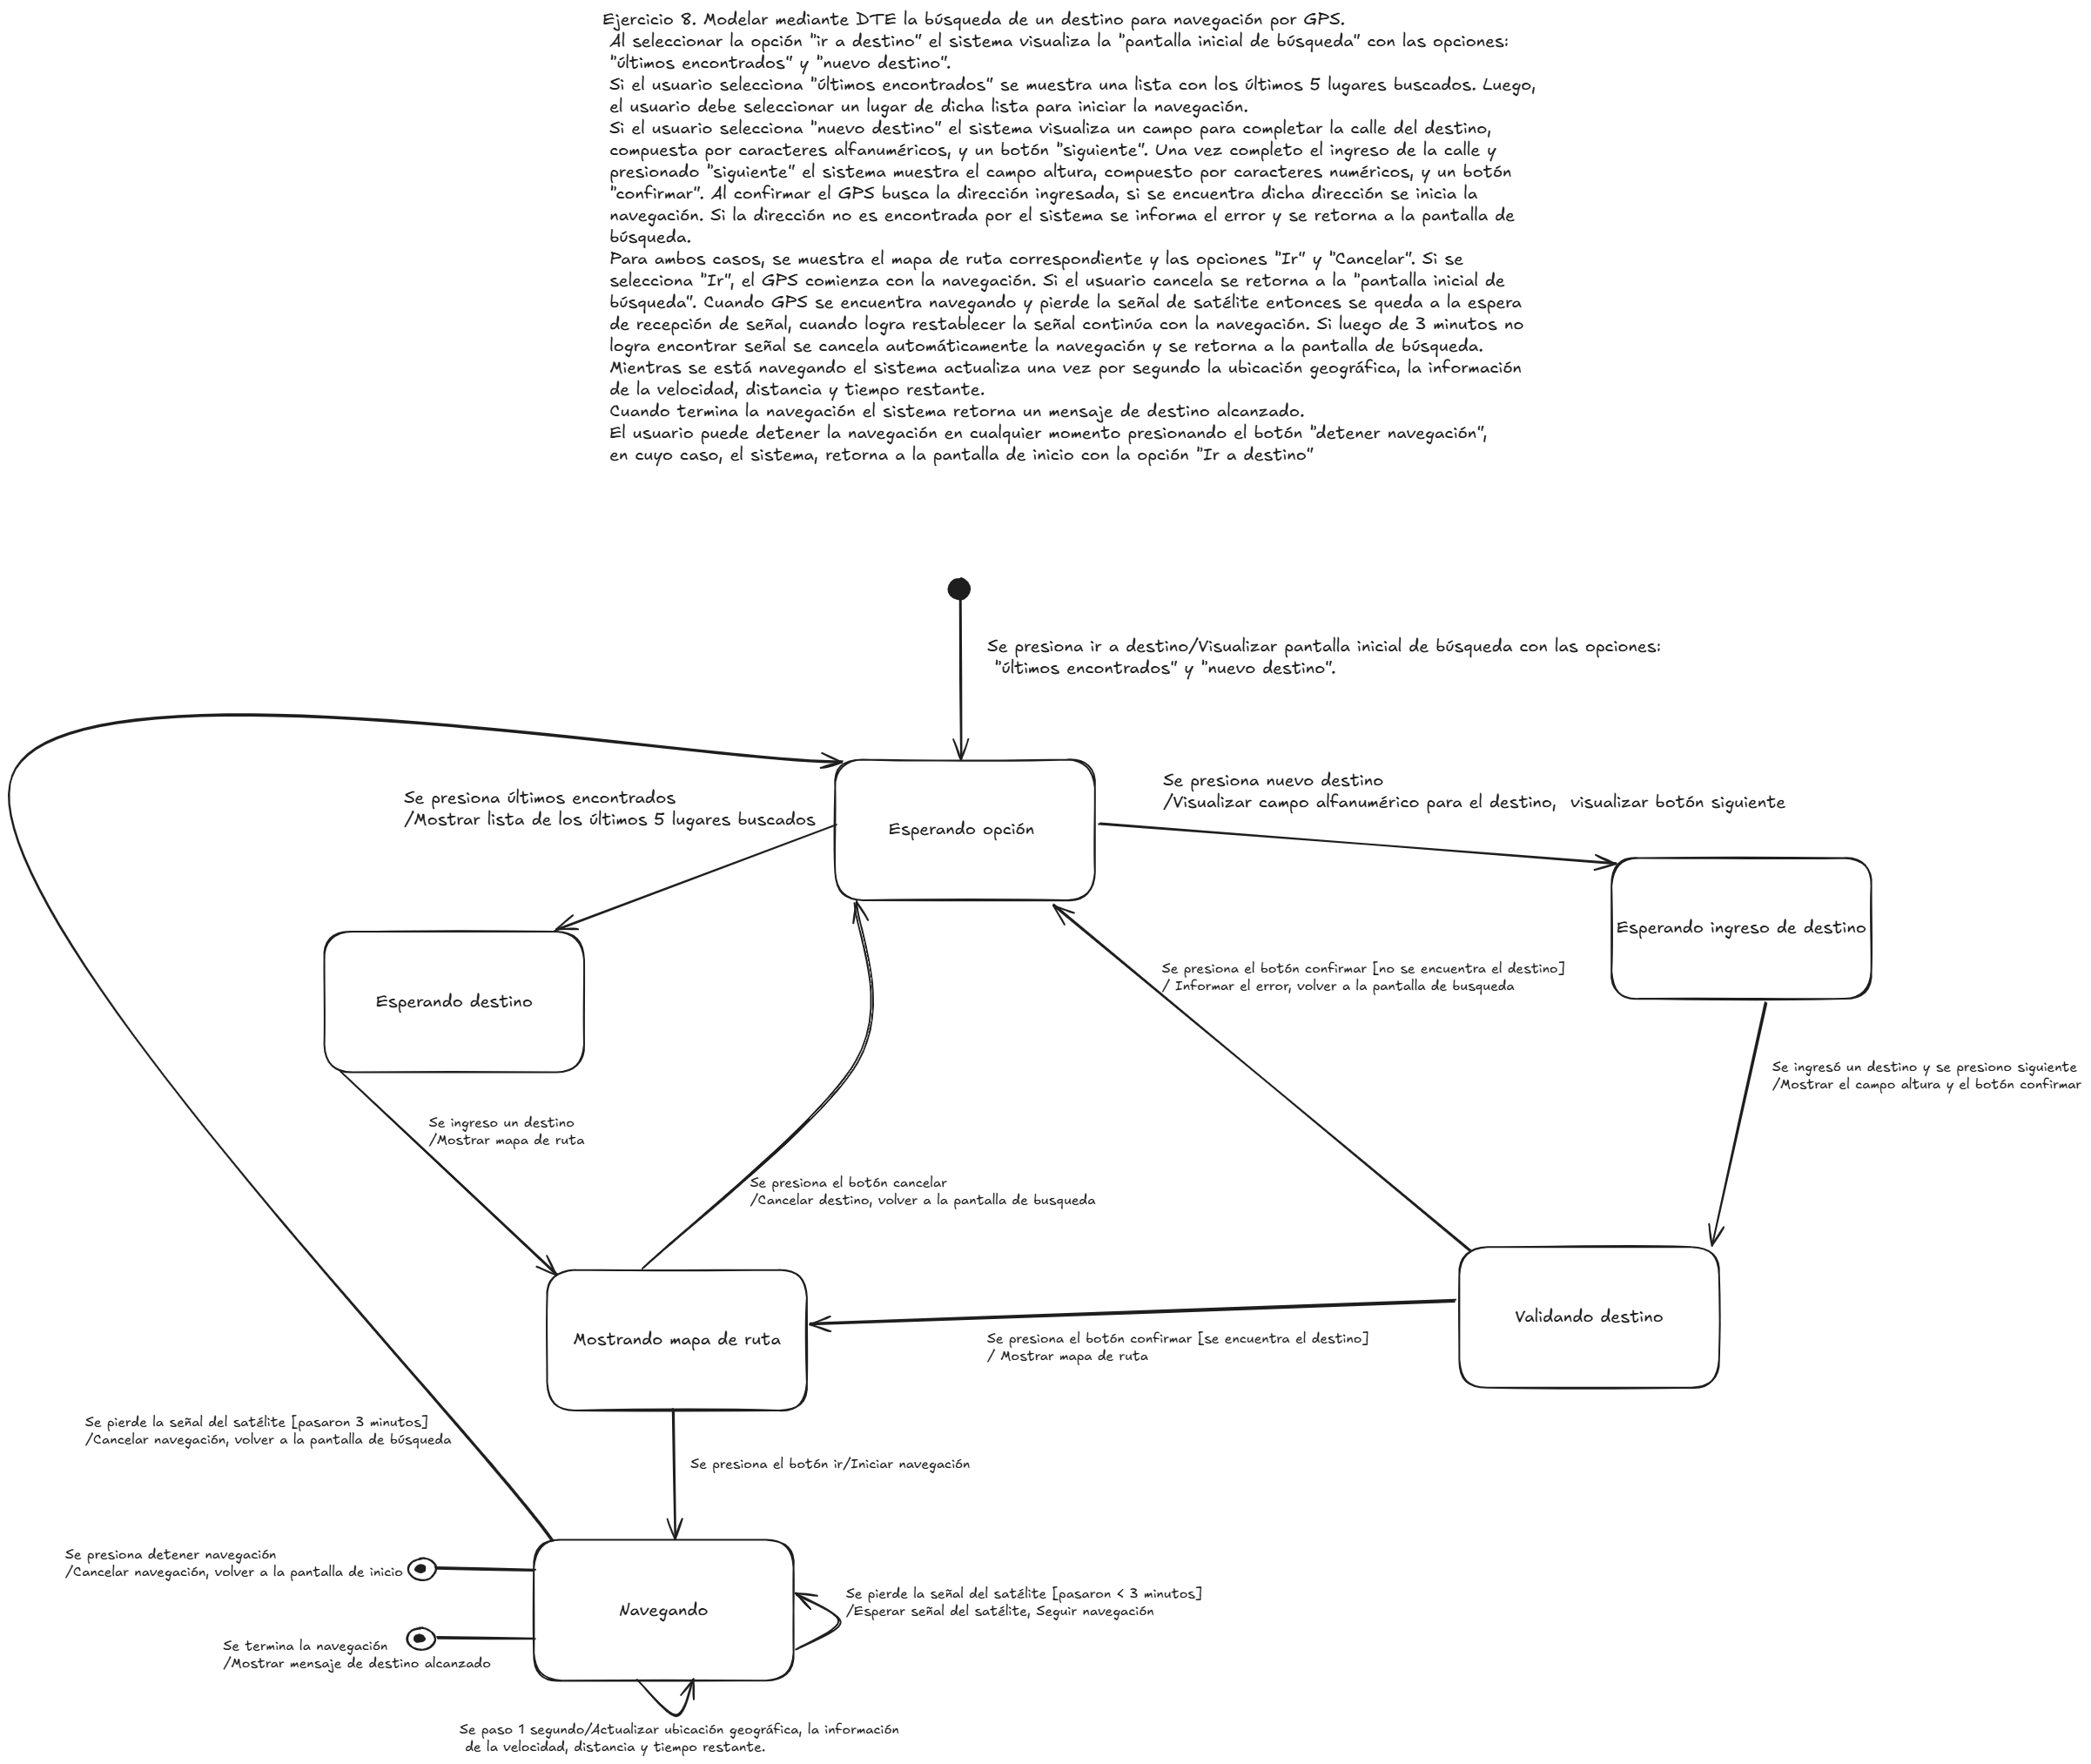 Ejercicio 8. Modelar mediante DTE la búsqueda de un destino para navegación por GPS.
Al seleccionar la opción "ir a destino" el sistema visualiza la "pantalla inicial de búsqueda" con las opciones:
"últimos encontrados" y "nuevo destino".
Si el usuario selecciona "últimos encontrados" se muestra una lista con los últimos 5 lugares buscados. Luego,
el usuario debe seleccionar un lugar de dicha lista para iniciar la navegación.
Si el usuario selecciona "nuevo destino" el sistema visualiza un campo para completar la calle del destino,
compuesta por caracteres alfanuméricos, y un botón "siguiente". Una vez completo el ingreso de la calle y
presionado "siguiente" el sistema muestra el campo altura, compuesto por caracteres numéricos, y un botón
"confirmar". Al confirmar el GPS busca la dirección ingresada, si se encuentra dicha dirección se inicia la
navegación. Si la dirección no es encontrada por el sistema se informa el error y se retorna a la pantalla de
búsqueda.
Para ambos casos, se muestra el mapa de ruta correspondiente y las opciones "Ir" y "Cancelar". Si se
selecciona "Ir", el GPS comienza con la navegación. Si el usuario cancela se retorna a la "pantalla inicial de
búsqueda". Cuando GPS se encuentra navegando y pierde la señal de satélite entonces se queda a la espera
de recepción de señal, cuando logra restablecer la señal continúa con la navegación. Si luego de 3 minutos no
logra encontrar señal se cancela automáticamente la navegación y se retorna a la pantalla de búsqueda.
Mientras se está navegando el sistema actualiza una vez por segundo la ubicación geográfica, la información
de la velocidad, distancia y tiempo restante.
Cuando termina la navegación el sistema retorna un mensaje de destino alcanzado.
El usuario puede detener la navegación en cualquier momento presionando el botón "detener navegación",
en cuyo caso, el sistema, retorna a la pantalla de inicio con la opción "Ir a destino"
Se presiona ir a destino/Visualizar pantalla inicial de búsqueda con las opciones:
"últimos encontrados" y "nuevo destino".
Se presiona últimos encontrados
/Mostrar lista de los últimos 5 lugares buscados
Esperando opción
Se presiona nuevo destino
/Visualizar campo alfanumérico para el destino,  visualizar botón siguiente
Esperando ingreso de destino
Esperando destino
Se presiona el botón confirmar [no se encuentra el destino]
/ Informar el error, volver a la pantalla de busqueda
Se ingresó un destino y se presiono siguiente
/Mostrar el campo altura y el botón confirmar
Se ingreso un destino
/Mostrar mapa de ruta
Se presiona el botón cancelar
/Cancelar destino, volver a la pantalla de busqueda
Mostrando mapa de ruta
Validando destino
Se presiona el botón confirmar [se encuentra el destino]
/ Mostrar mapa de ruta
Se pierde la señal del satélite [pasaron 3 minutos]
/Cancelar navegación, volver a la pantalla de búsqueda
Se presiona el botón ir/Iniciar navegación
Se presiona detener navegación
/Cancelar navegación, volver a la pantalla de inicio
Navegando
Se pierde la señal del satélite [pasaron < 3 minutos]
/Esperar señal del satélite, Seguir navegación
Se termina la navegación
/Mostrar mensaje de destino alcanzado
Se paso 1 segundo/Actualizar ubicación geográfica, la información
de la velocidad, distancia y tiempo restante.